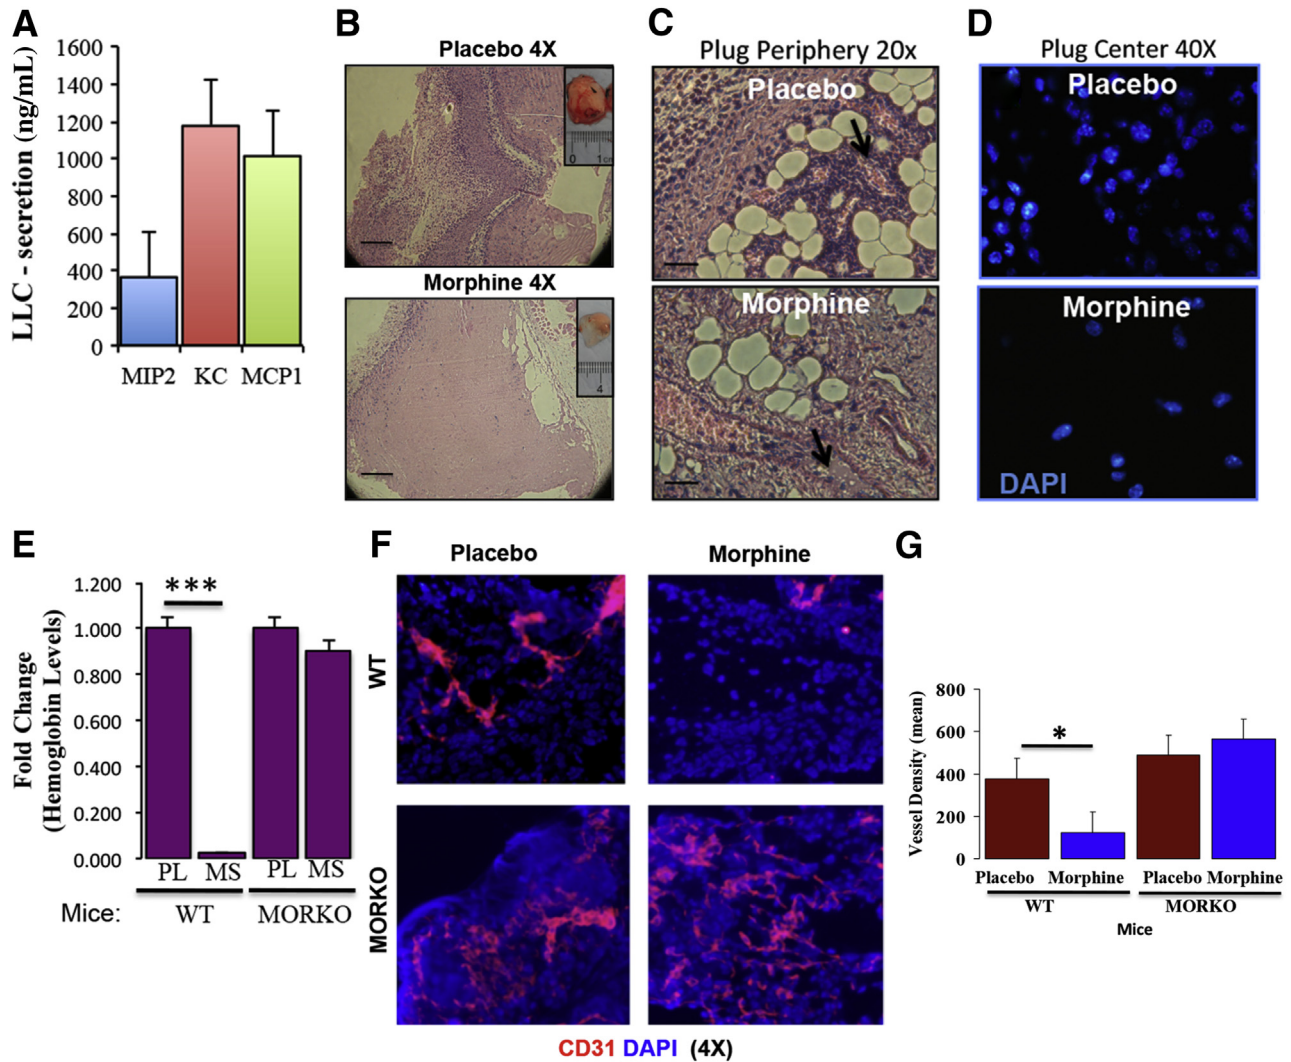 A
LLC - secretion (ng/mL)
1600
1400
1200
1000
800
600
400
200
0
MIP2 KC MCP1
B
Placebo 4X
0 1cm
Morphine 4X
4
C
Plug Periphery 20x
Placebo
Morphine
D
Plug Center 40X
Placebo
Morphine
DAPI
E
Fold Change
(Hemoglobin Levels)
1.200
1.000
0.800
0.600
0.400
0.200
0.000
***
PL MS PL MS
Mice: WT MORKO
F
Placebo Morphine
WT
MORKO
CD31 DAPI (4X)
G
Vessel Density (mean)
800
600
400
200
0
*
Placebo Morphine Placebo Morphine
WT MORKO
Mice